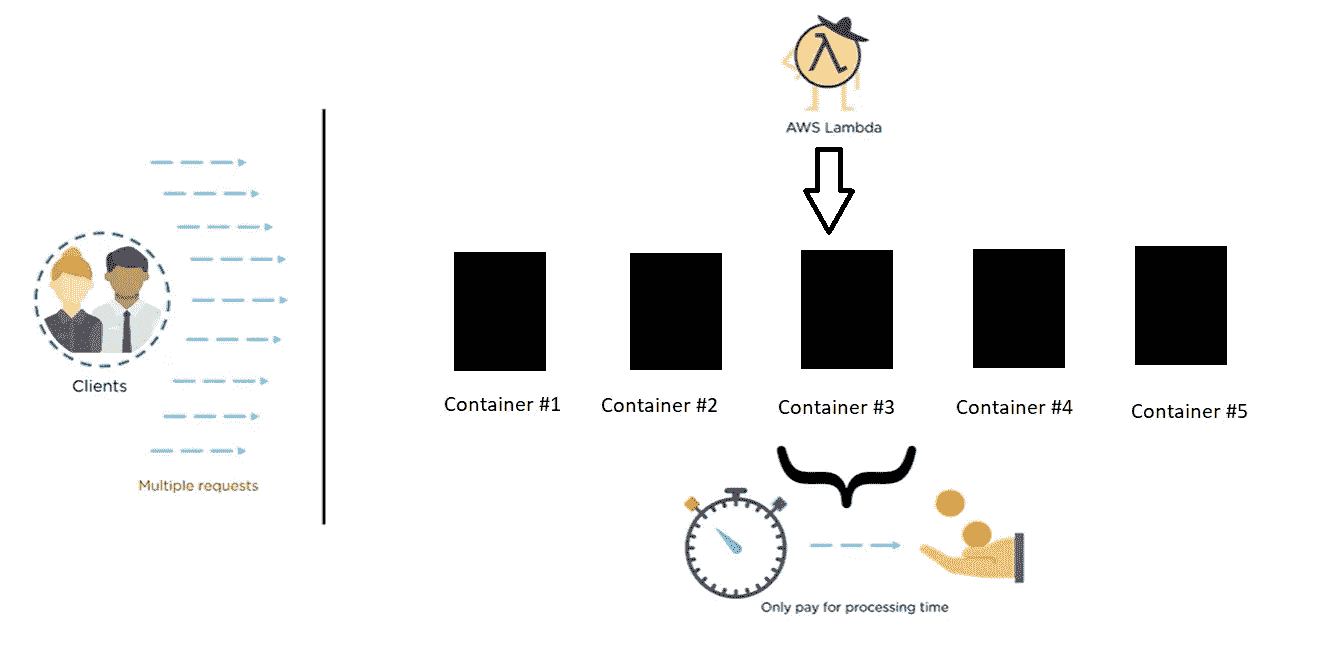 AWS Lambda
Clients
Multiple requests
Container #1
Container #2
Container #3
Container #4
Container #5
Only pay for processing time